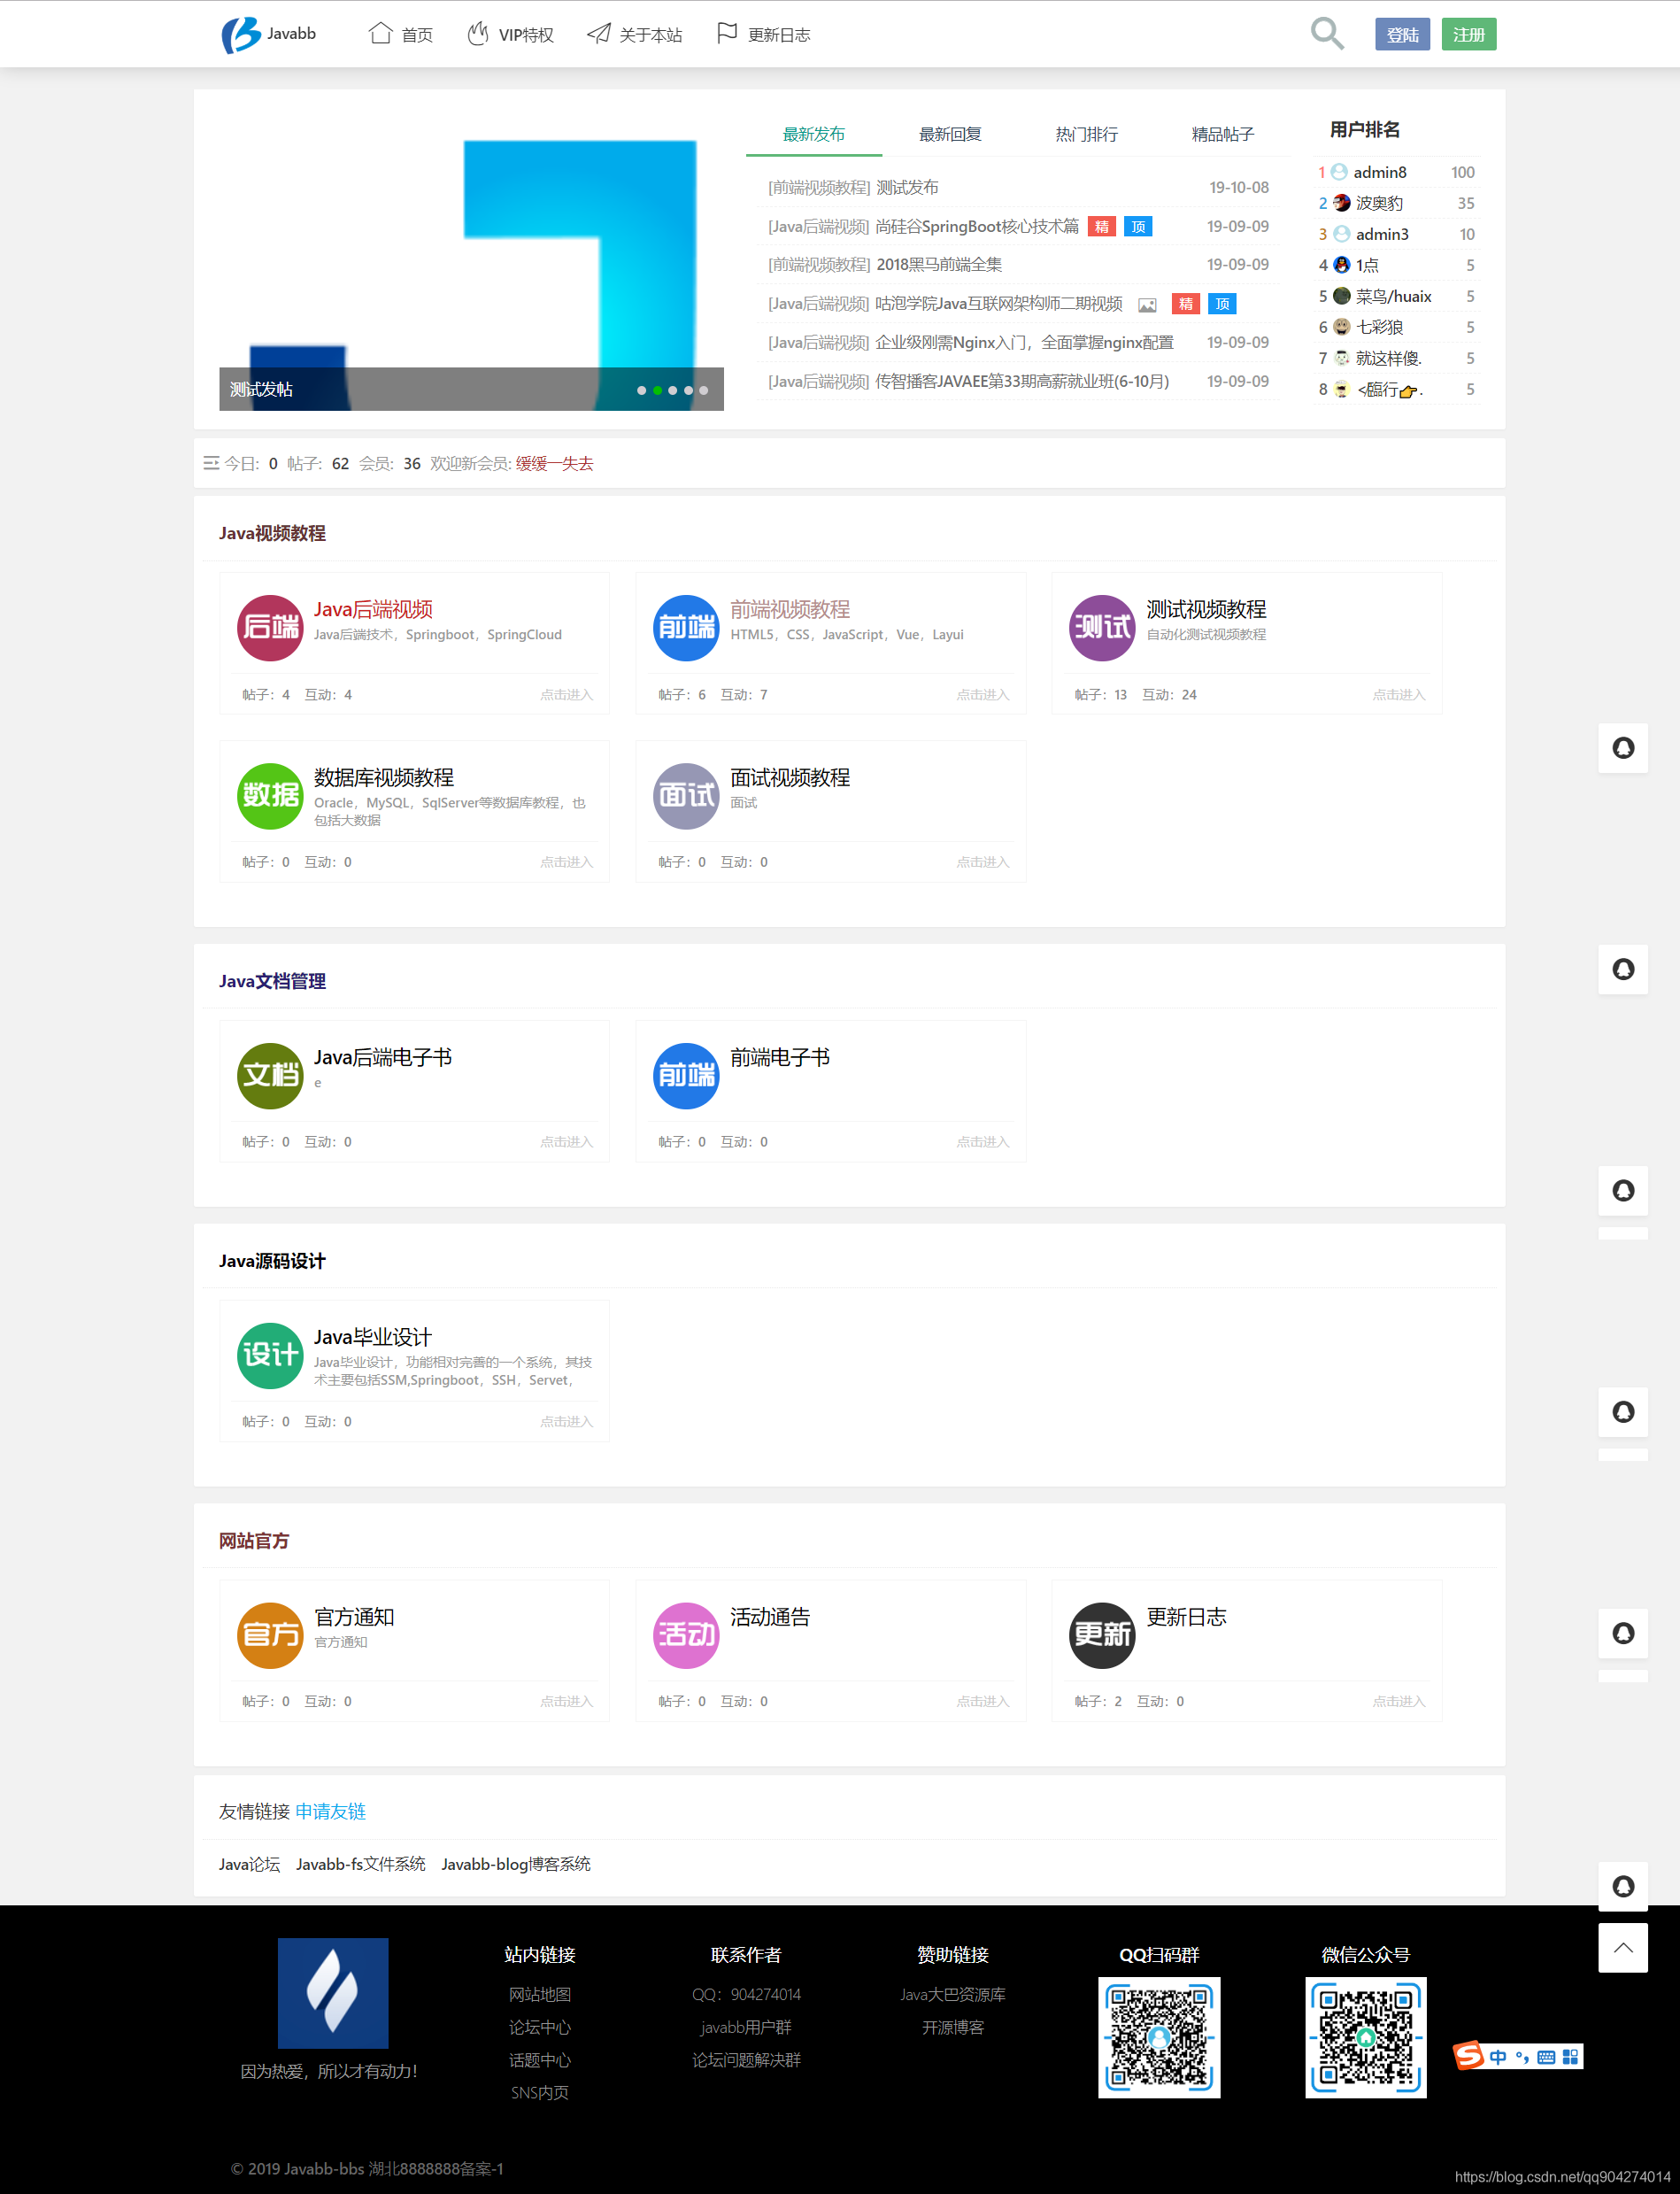 Javabb 首页 VIP特权 关于本站 更新日志 登陆 注册
测试发帖
最新发布 最新回复 热门排行 精品帖子
[前端视频教程] 测试发布 19-10-08
[Java后端视频] 尚硅谷SpringBoot核心技术篇 精 顶 19-09-09
[前端视频教程] 2018黑马前端全集 19-09-09
[Java后端视频] 咕泡学院Java互联网架构师二期视频 精 顶
[Java后端视频] 企业级刚需Nginx入门，全面掌握nginx配置 19-09-09
[Java后端视频] 传智播客JAVAEE第33期高薪就业班(6-10月) 19-09-09
用户排名
1 admin8 100
2 波奥豹 35
3 admin3 10
4 1点 5
5 菜鸟/huaix 5
6 七彩狼 5
7 就这样傻. 5
8 <臨行👉. 5
今日: 0 帖子: 62 会员: 36 欢迎新会员: 缓缓一失去
Java视频教程
后端 Java后端视频
Java后端技术，Springboot，SpringCloud
帖子：4 互动：4 点击进入
前端 前端视频教程
HTML5，CSS，JavaScript，Vue，Layui
帖子：6 互动：7 点击进入
测试 测试视频教程
自动化测试视频教程
帖子：13 互动：24 点击进入
数据 数据库视频教程
Oracle，MySQL，SqlServer等数据库教程，也
包括大数据
帖子：0 互动：0 点击进入
面试 面试视频教程
面试
帖子：0 互动：0 点击进入
Java文档管理
文档 Java后端电子书
e
帖子：0 互动：0 点击进入
前端 前端电子书
帖子：0 互动：0 点击进入
Java源码设计
设计 Java毕业设计
Java毕业设计，功能相对完善的一个系统，其技
术主要包括SSM,Springboot，SSH，Servet，
帖子：0 互动：0 点击进入
网站官方
官方 官方通知
官方通知
帖子：0 互动：0 点击进入
活动 活动通告
帖子：0 互动：0 点击进入
更新 更新日志
帖子：2 互动：0 点击进入
友情链接 申请友链
Java论坛 Javabb-fs文件系统 Javabb-blog博客系统
因为热爱，所以才有动力！
站内链接
网站地图
论坛中心
话题中心
SNS内页
联系作者
QQ：904274014
javabb用户群
论坛问题解决群
赞助链接
Java大巴资源库
开源博客
QQ扫码群
微信公众号
S 中 °，
© 2019 Javabb-bbs 湖北8888888备案-1
https://blog.csdn.net/qq904274014